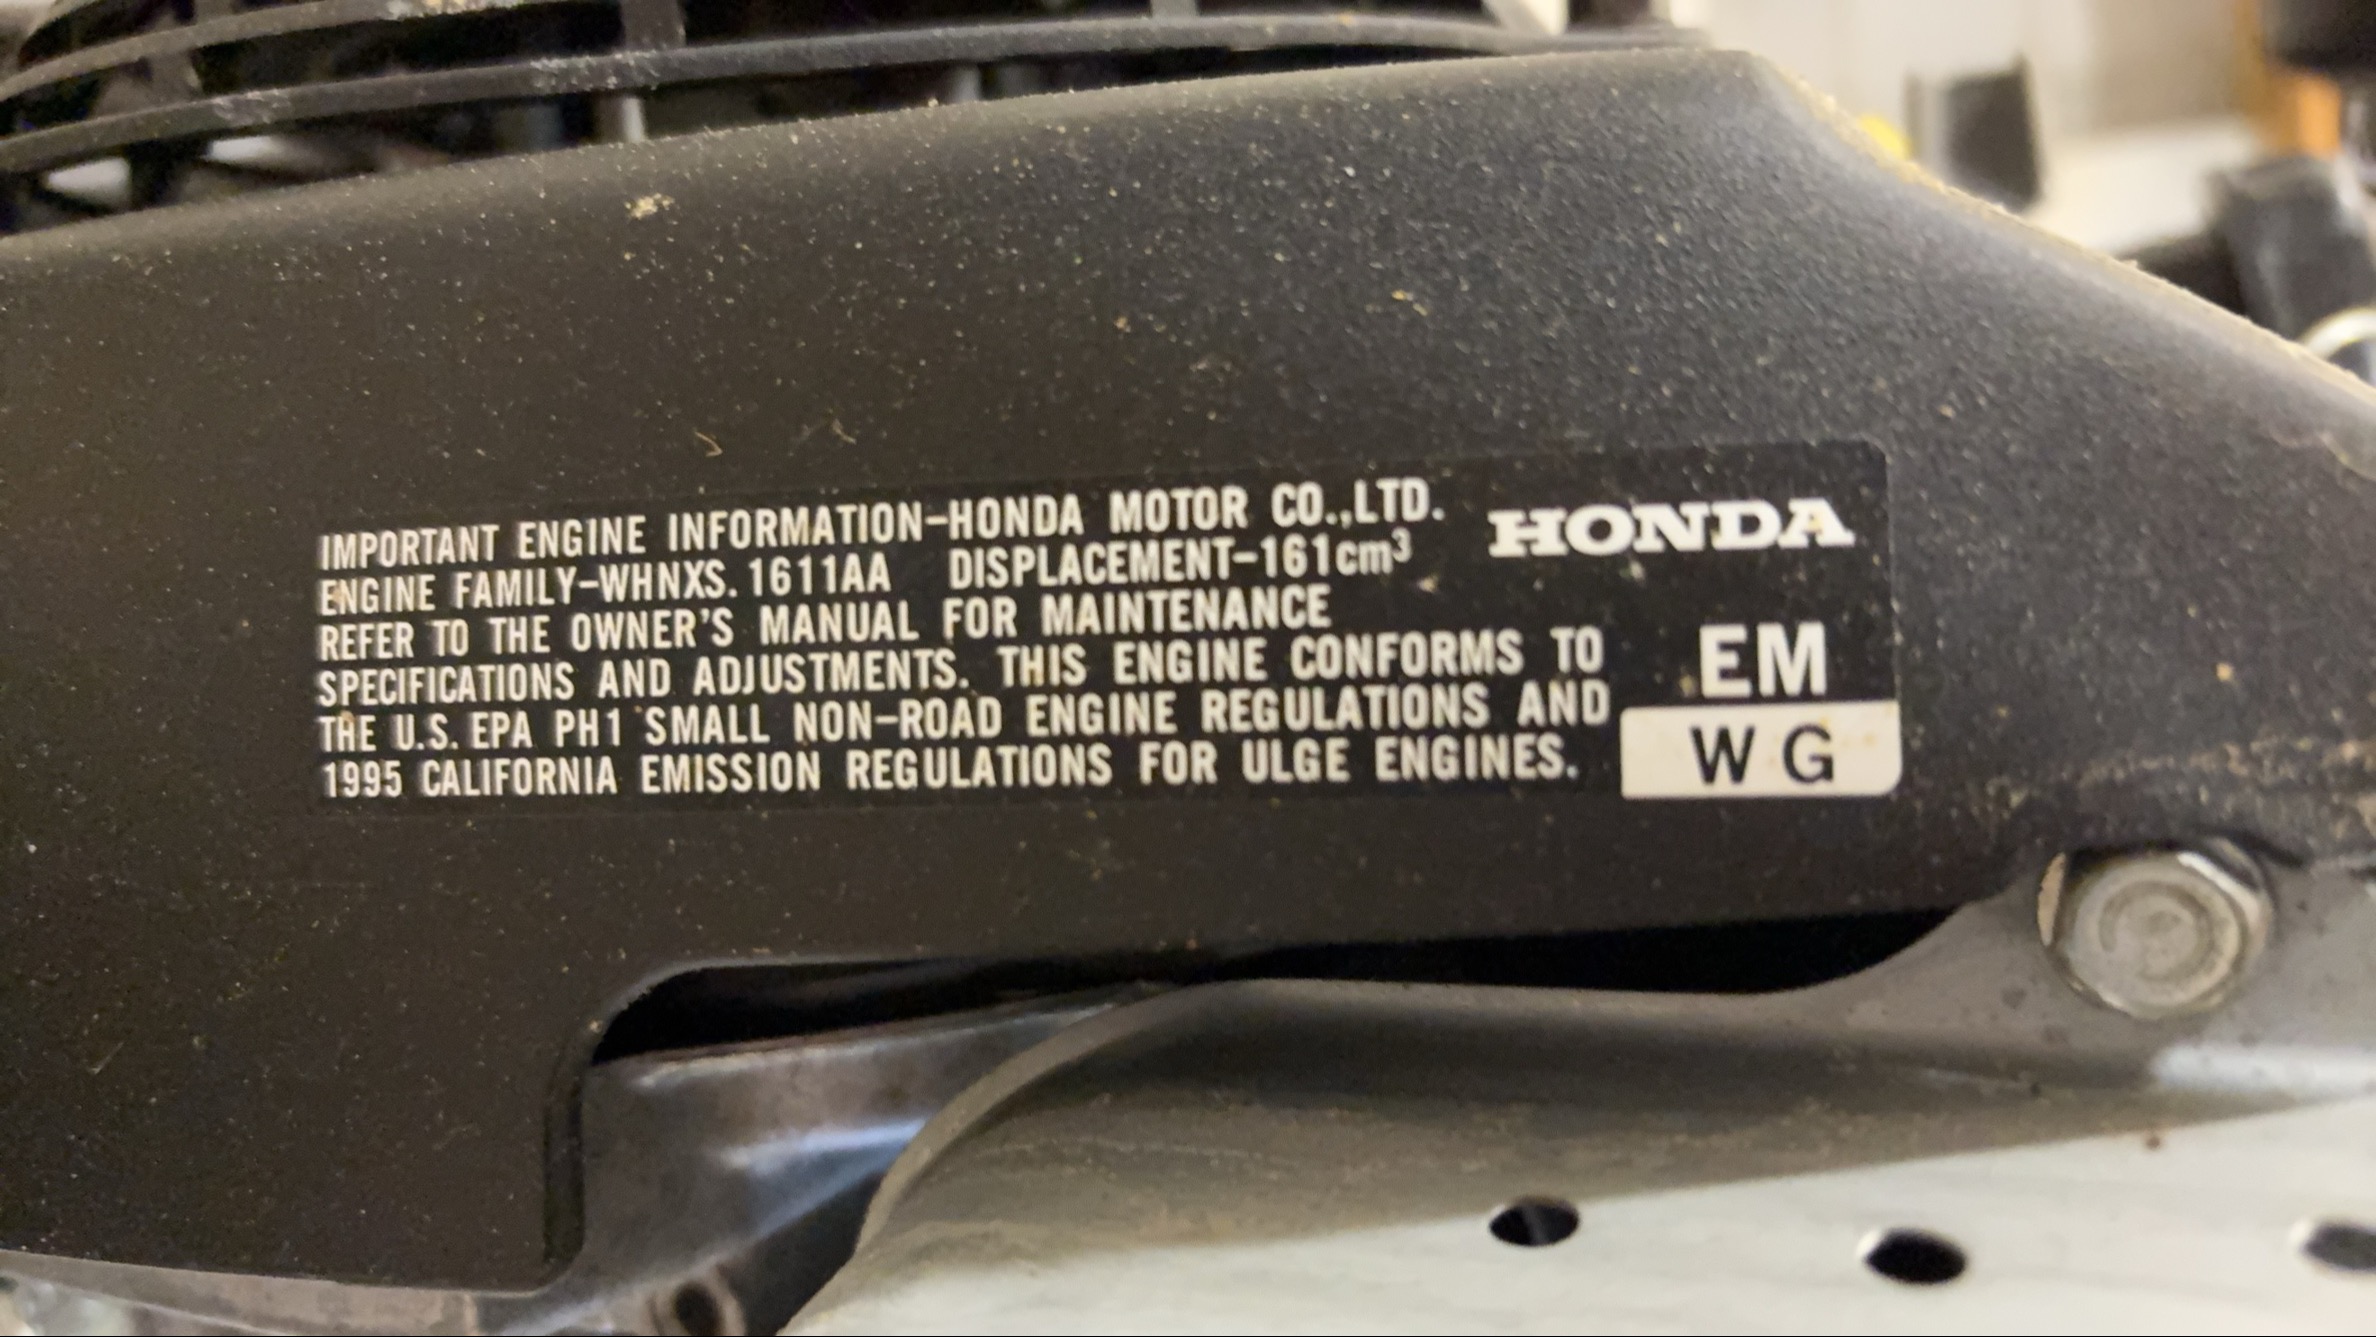 IMPORTANT ENGINE INFORMATION-HONDA MOTOR CO.,LTD.
ENGINE FAMILY-WHNXS.1611AA DISPLACEMENT-161cm³
REFER TO THE OWNER'S MANUAL FOR MAINTENANCE
SPECIFICATIONS AND ADJUSTMENTS. THIS ENGINE CONFORMS TO
THE U.S. EPA PH1 SMALL NON-ROAD ENGINE REGULATIONS AND
1995 CALIFORNIA EMISSION REGULATIONS FOR ULGE ENGINES.
HONDA
EM
WG